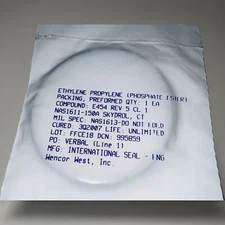 ETHYLENE PROPYLENE (PHOSPHATE ESTER)
PACKING, PREFORMED QTY: 1 EA
COMPOUND: E454 REV 5 CL 1
NAS1611-150A SKYDROL, CT
MIL SPEC: NAS1613-DO NOT FOLD
CURED: 3Q2007 LIFE: UNLIMITED
LOT: FFCE1B DCN: 995859
PO: VERBAL (Line 1)
MFG: INTERNATIONAL SEAL - ENG
Wencor West, Inc.